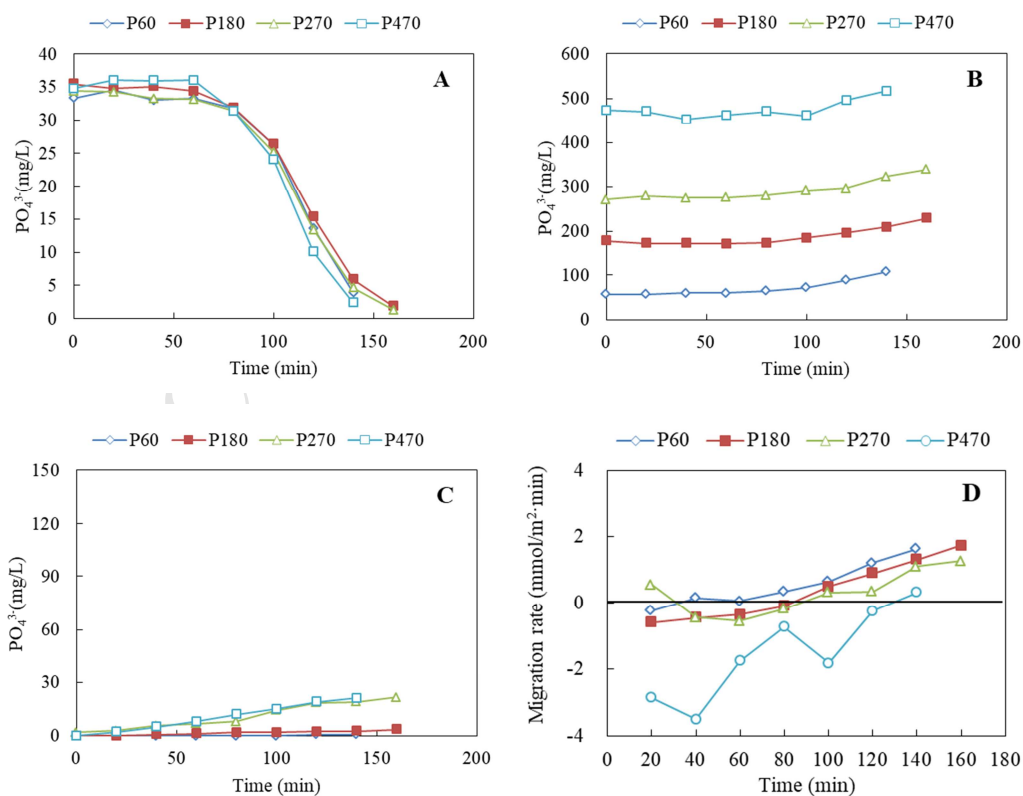 P60 P180 P270 P470
A
40
35
30
25
20
15
10
5
0
PO₄³⁻(mg/L)
0 50 100 150 200
Time (min)
P60 P180 P270 P470
B
600
500
400
300
200
100
0
PO₄³⁻(mg/L)
0 50 100 150 200
Time (min)
P60 P180 P270 P470
C
150
120
90
60
30
0
PO₄³⁻(mg/L)
0 50 100 150 200
Time (min)
P60 P180 P270 P470
D
4
2
0
-2
-4
Migration rate (mmol/m²·min)
0 20 40 60 80 100 120 140 160 180
Time (min)